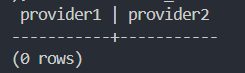 provider1 | provider2
-----------+-----------
(0 rows)